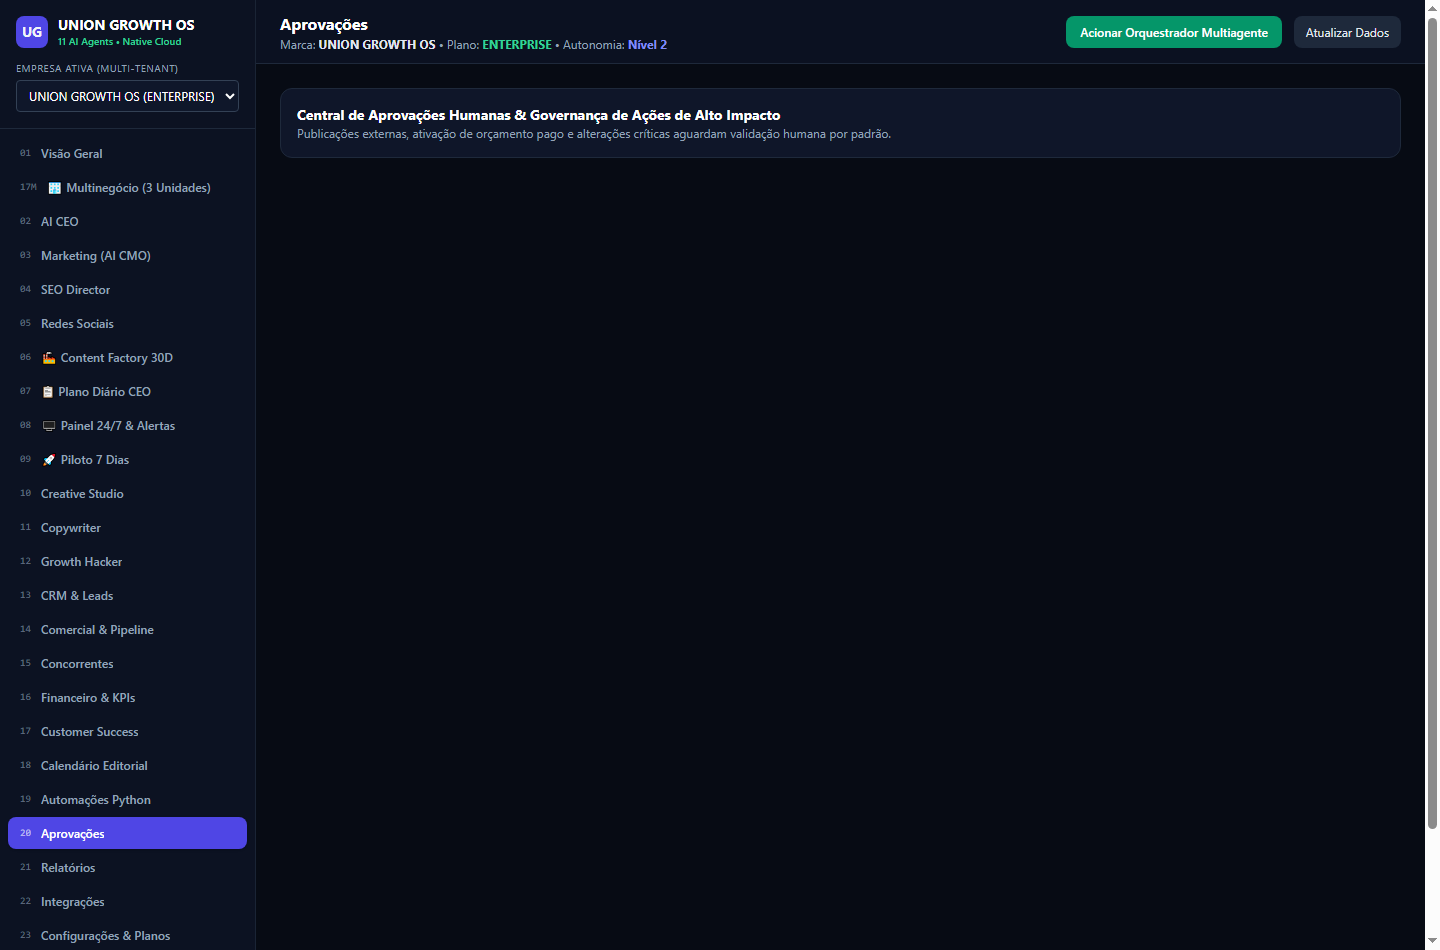 UG
UNION GROWTH OS
11 AI Agents • Native Cloud
EMPRESA ATIVA (MULTI-TENANT)
UNION GROWTH OS (ENTERPRISE)
01 Visão Geral
17M Multinegócio (3 Unidades)
02 AI CEO
03 Marketing (AI CMO)
04 SEO Director
05 Redes Sociais
06 Content Factory 30D
07 Plano Diário CEO
08 Painel 24/7 & Alertas
09 Piloto 7 Dias
10 Creative Studio
11 Copywriter
12 Growth Hacker
13 CRM & Leads
14 Comercial & Pipeline
15 Concorrentes
16 Financeiro & KPIs
17 Customer Success
18 Calendário Editorial
19 Automações Python
20 Aprovações
21 Relatórios
22 Integrações
23 Configurações & Planos
Aprovações
Marca: UNION GROWTH OS • Plano: ENTERPRISE • Autonomia: Nível 2
Acionar Orquestrador Multiagente
Atualizar Dados
Central de Aprovações Humanas & Governança de Ações de Alto Impacto
Publicações externas, ativação de orçamento pago e alterações críticas aguardam validação humana por padrão.